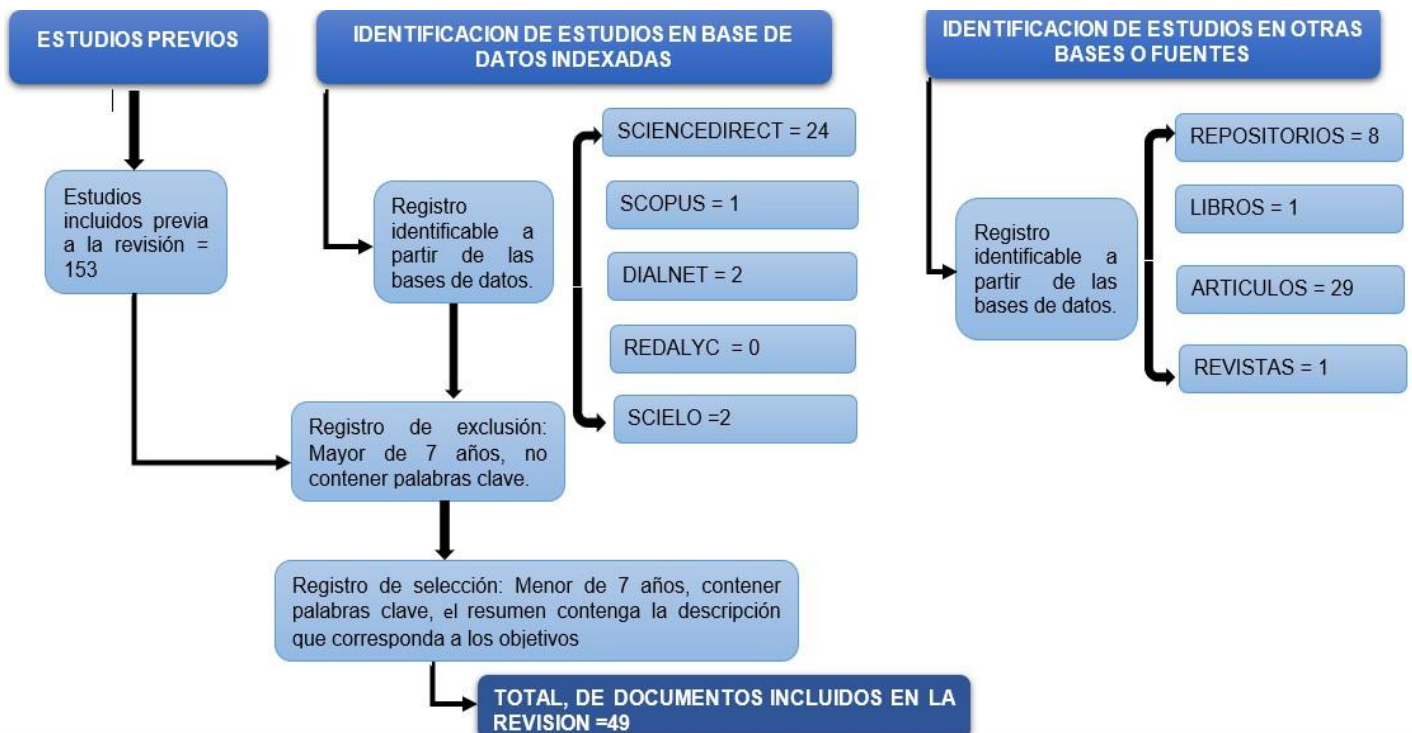 ESTUDIOS PREVIOS
Estudios
incluidos previa
a la revisión =
153
IDENTIFICACION DE ESTUDIOS EN BASE DE
DATOS INDEXADAS
Registro
identificable a
partir de las
bases de datos.
SCIENCEDIRECT = 24
SCOPUS = 1
DIALNET = 2
REDALYC = 0
SCIELO =2
IDENTIFICACION DE ESTUDIOS EN OTRAS
BASES O FUENTES
Registro
identificable a
partir de las
bases de datos.
REPOSITORIOS = 8
LIBROS = 1
ARTICULOS = 29
REVISTAS = 1
Registro de exclusión:
Mayor de 7 años, no
contener palabras clave.
Registro de selección: Menor de 7 años, contener
palabras clave, el resumen contenga la descripción
que corresponda a los objetivos
TOTAL, DE DOCUMENTOS INCLUIDOS EN LA
REVISION =49